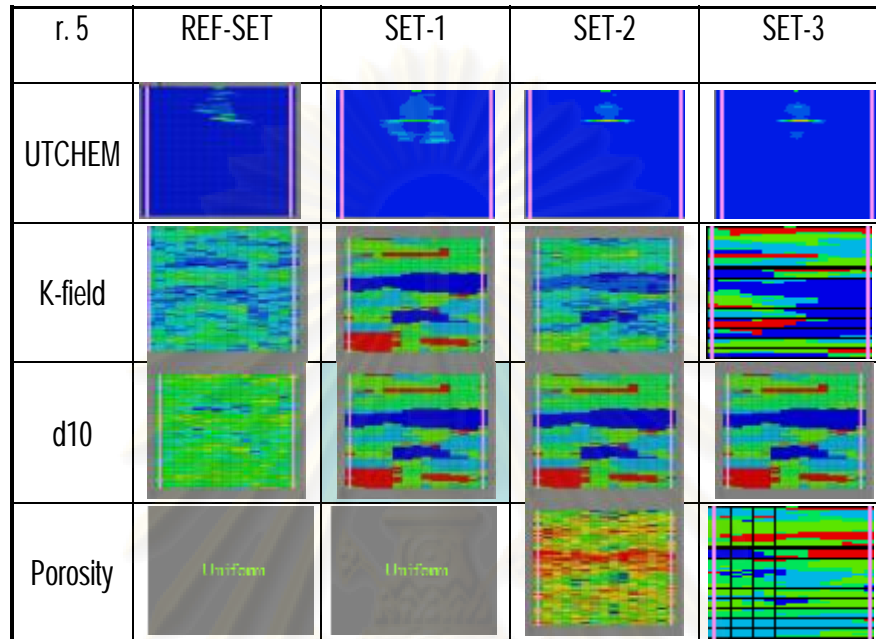 r. 5 REF-SET SET-1 SET-2 SET-3
UTCHEM
K-field
d10
Porosity Uniform Uniform